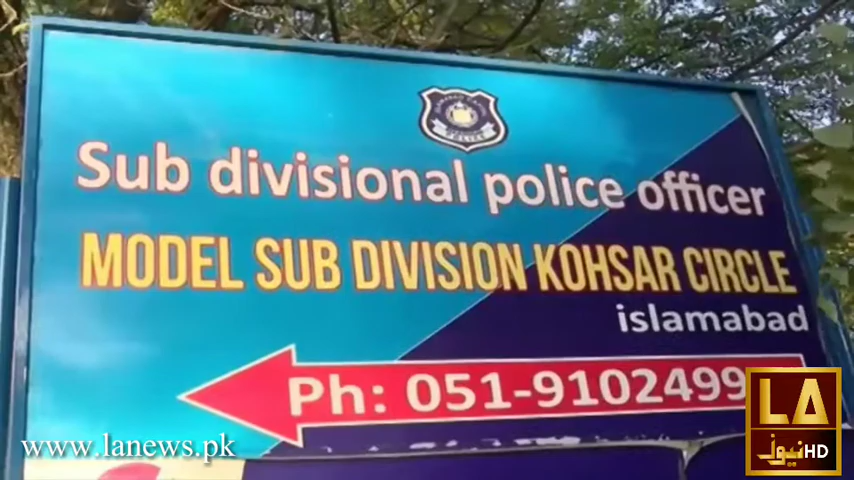 Sub divisional police officer
MODEL SUB DIVISION KOHSAR CIRCLE
islamabad
Ph: 051-9102499
www.lanews.pk
LA
نیوز HD